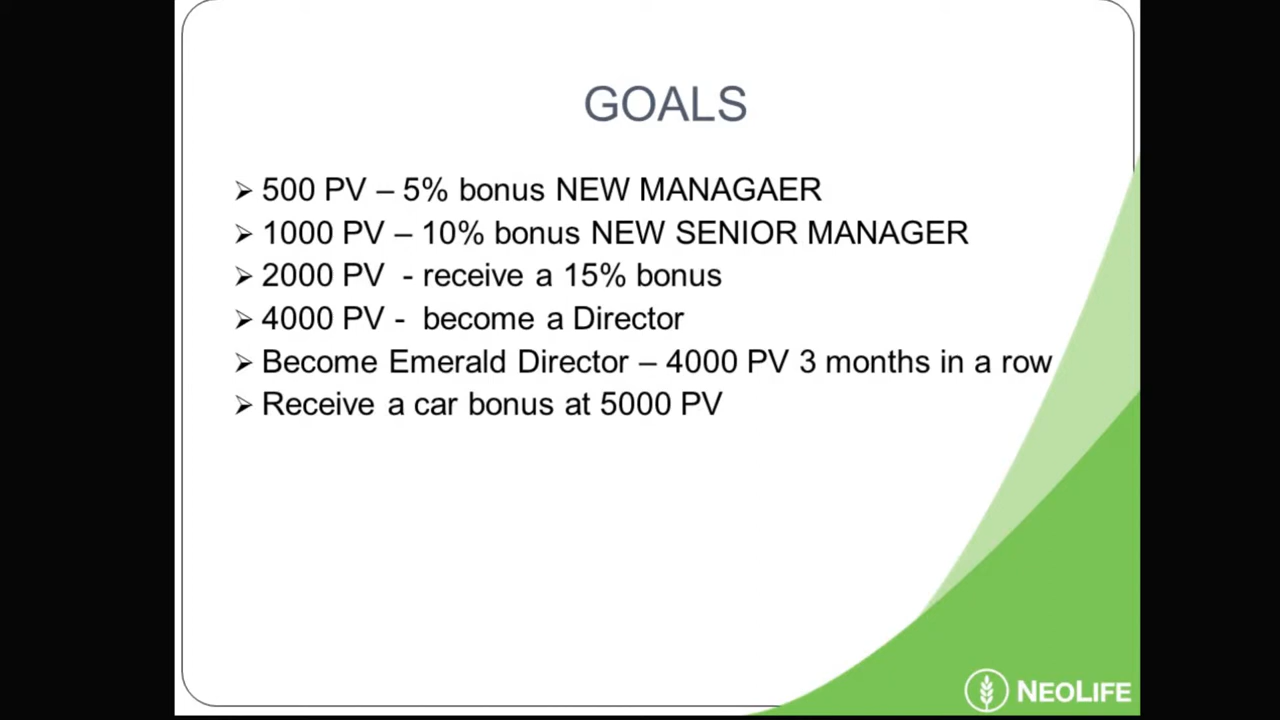 GOALS
➢ 500 PV – 5% bonus NEW MANAGAER
➢ 1000 PV – 10% bonus NEW SENIOR MANAGER
➢ 2000 PV  - receive a 15% bonus
➢ 4000 PV -  become a Director
➢ Become Emerald Director – 4000 PV 3 months in a row
➢ Receive a car bonus at 5000 PV
NEOLIFE